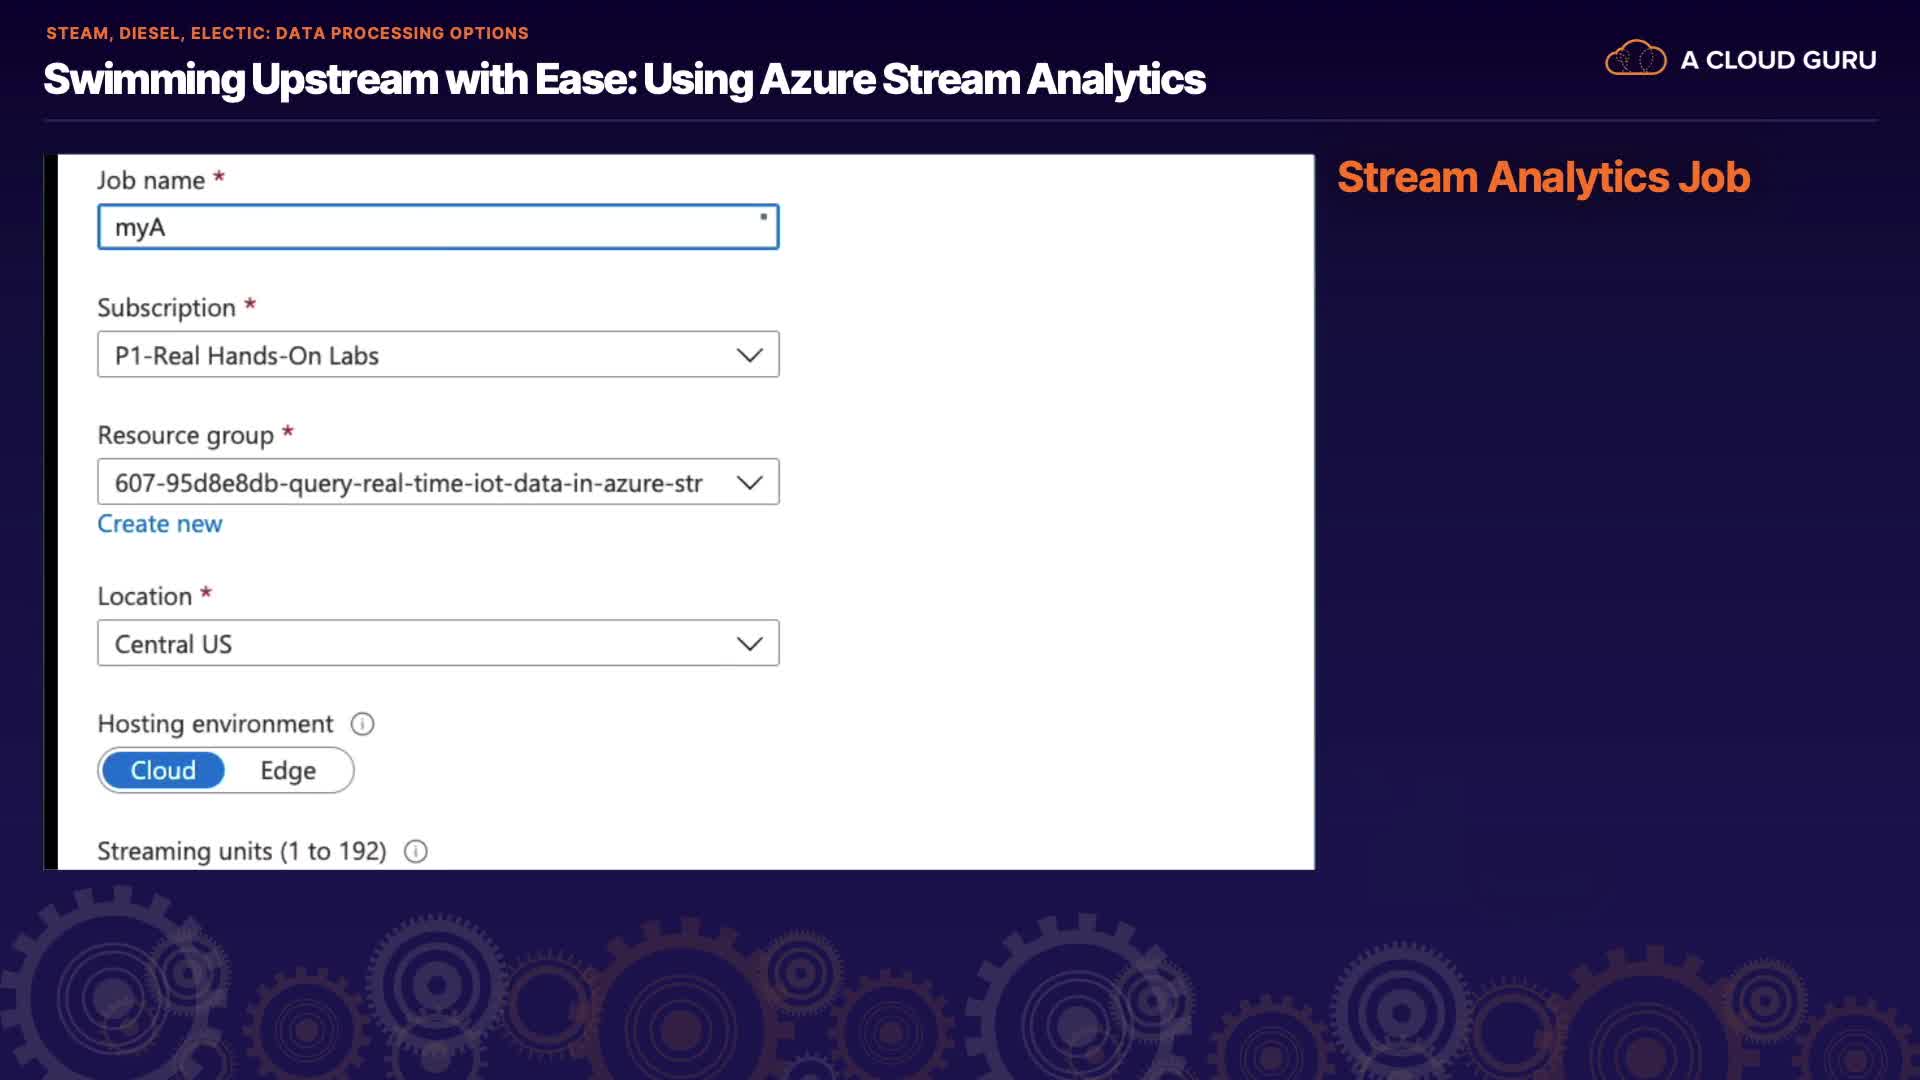 STEAM, DIESEL, ELECTIC: DATA PROCESSING OPTIONS
Swimming Upstream with Ease: Using Azure Stream Analytics
A CLOUD GURU
Stream Analytics Job
Job name *
myA
Subscription *
P1-Real Hands-On Labs
Resource group *
607-95d8e8db-query-real-time-iot-data-in-azure-str
Create new
Location *
Central US
Hosting environment
Cloud Edge
Streaming units (1 to 192)